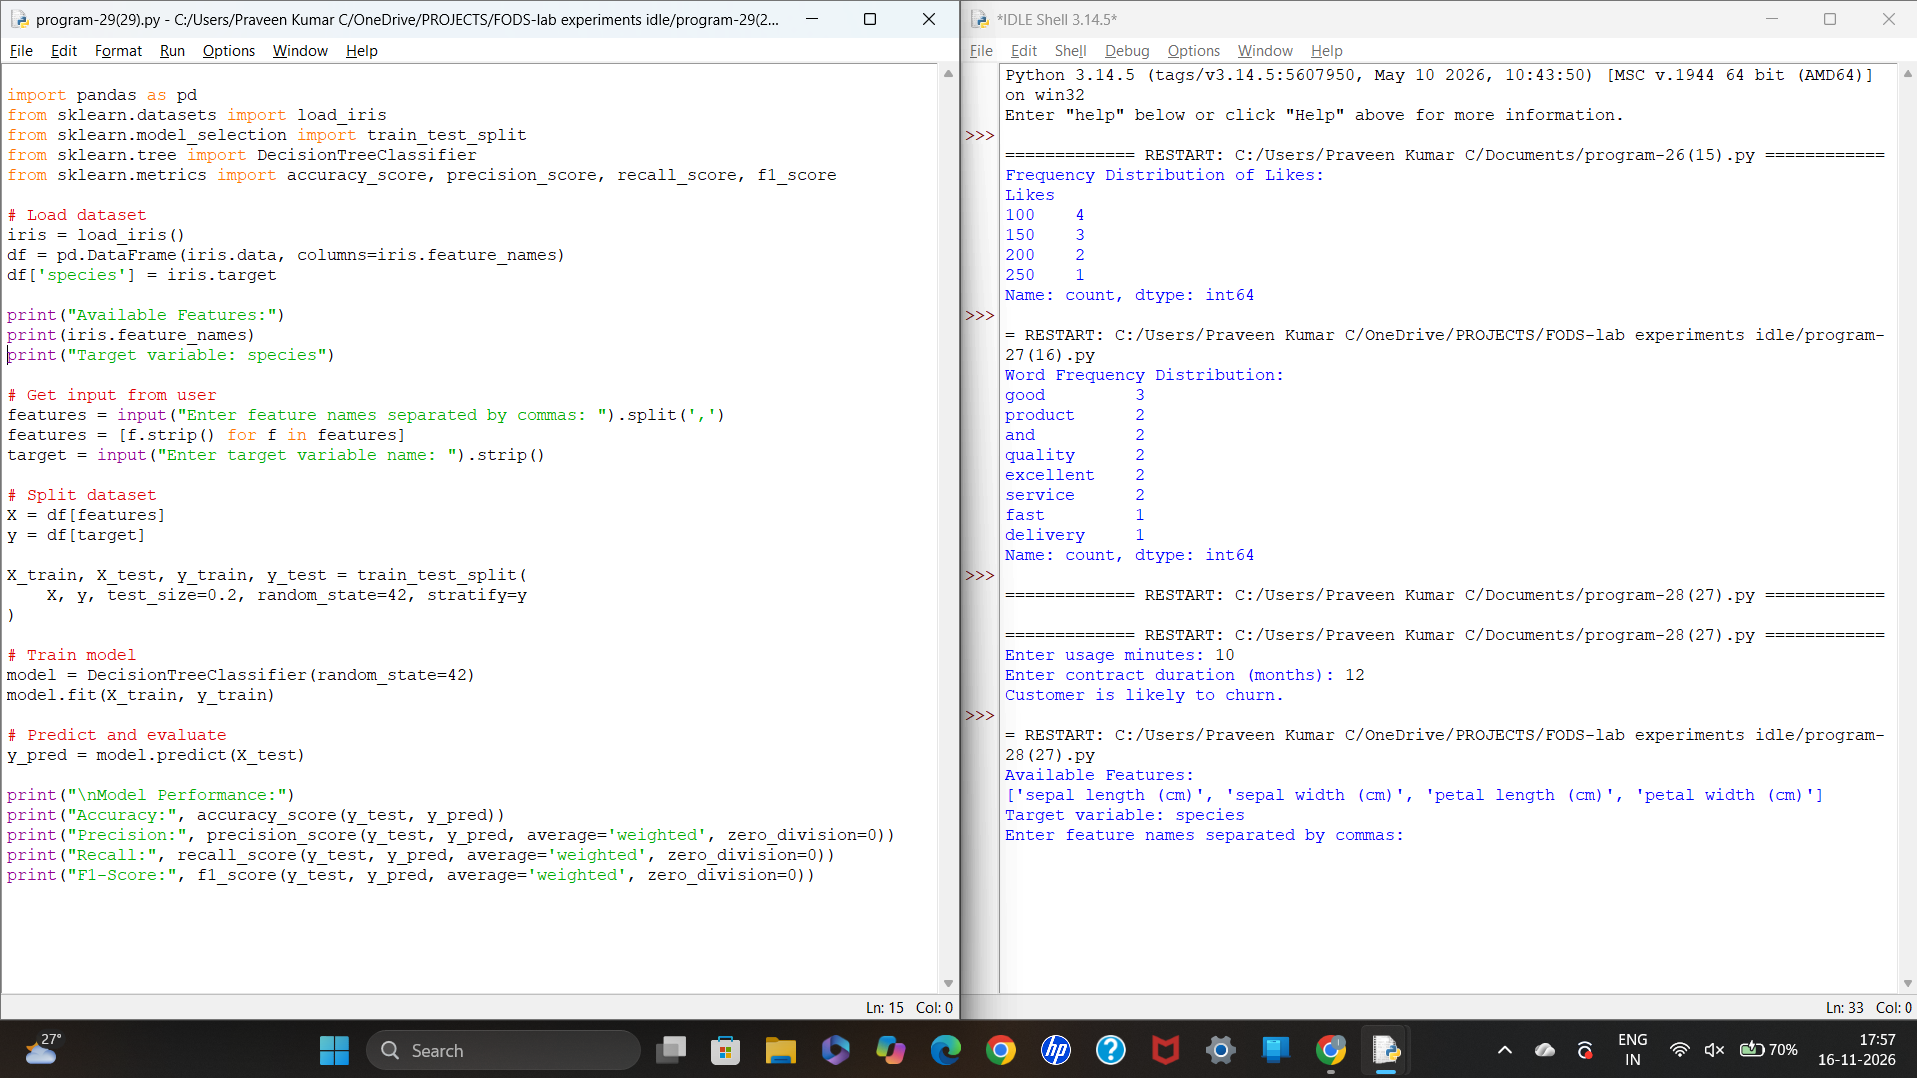 program-29(29).py - C:/Users/Praveen Kumar C/OneDrive/PROJECTS/FODS-lab experiments idle/program-29(2...
File Edit Format Run Options Window Help
import pandas as pd
from sklearn.datasets import load_iris
from sklearn.model_selection import train_test_split
from sklearn.tree import DecisionTreeClassifier
from sklearn.metrics import accuracy_score, precision_score, recall_score, f1_score

# Load dataset
iris = load_iris()
df = pd.DataFrame(iris.data, columns=iris.feature_names)
df['species'] = iris.target

print("Available Features:")
print(iris.feature_names)
print("Target variable: species")

# Get input from user
features = input("Enter feature names separated by commas: ").split(',')
features = [f.strip() for f in features]
target = input("Enter target variable name: ").strip()

# Split dataset
X = df[features]
y = df[target]

X_train, X_test, y_train, y_test = train_test_split(
    X, y, test_size=0.2, random_state=42, stratify=y
)

# Train model
model = DecisionTreeClassifier(random_state=42)
model.fit(X_train, y_train)

# Predict and evaluate
y_pred = model.predict(X_test)

print("\nModel Performance:")
print("Accuracy:", accuracy_score(y_test, y_pred))
print("Precision:", precision_score(y_test, y_pred, average='weighted', zero_division=0))
print("Recall:", recall_score(y_test, y_pred, average='weighted', zero_division=0))
print("F1-Score:", f1_score(y_test, y_pred, average='weighted', zero_division=0))
Ln: 15 Col: 0
*IDLE Shell 3.14.5*
File Edit Shell Debug Options Window Help
Python 3.14.5 (tags/v3.14.5:5607950, May 10 2026, 10:43:50) [MSC v.1944 64 bit (AMD64)]
on win32
Enter "help" below or click "Help" above for more information.
>>>
============= RESTART: C:/Users/Praveen Kumar C/Documents/program-26(15).py ============
Frequency Distribution of Likes:
Likes
100    4
150    3
200    2
250    1
Name: count, dtype: int64
>>>
= RESTART: C:/Users/Praveen Kumar C/OneDrive/PROJECTS/FODS-lab experiments idle/program-
27(16).py
Word Frequency Distribution:
good         3
product      2
and          2
quality      2
excellent    2
service      2
fast         1
delivery     1
Name: count, dtype: int64
>>>
============= RESTART: C:/Users/Praveen Kumar C/Documents/program-28(27).py ============

============= RESTART: C:/Users/Praveen Kumar C/Documents/program-28(27).py ============
Enter usage minutes: 10
Enter contract duration (months): 12
Customer is likely to churn.
>>>
= RESTART: C:/Users/Praveen Kumar C/OneDrive/PROJECTS/FODS-lab experiments idle/program-
28(27).py
Available Features:
['sepal length (cm)', 'sepal width (cm)', 'petal length (cm)', 'petal width (cm)']
Target variable: species
Enter feature names separated by commas:
Ln: 33 Col: 0
27°
Search
hp
ENG
IN
70%
17:57
16-11-2026